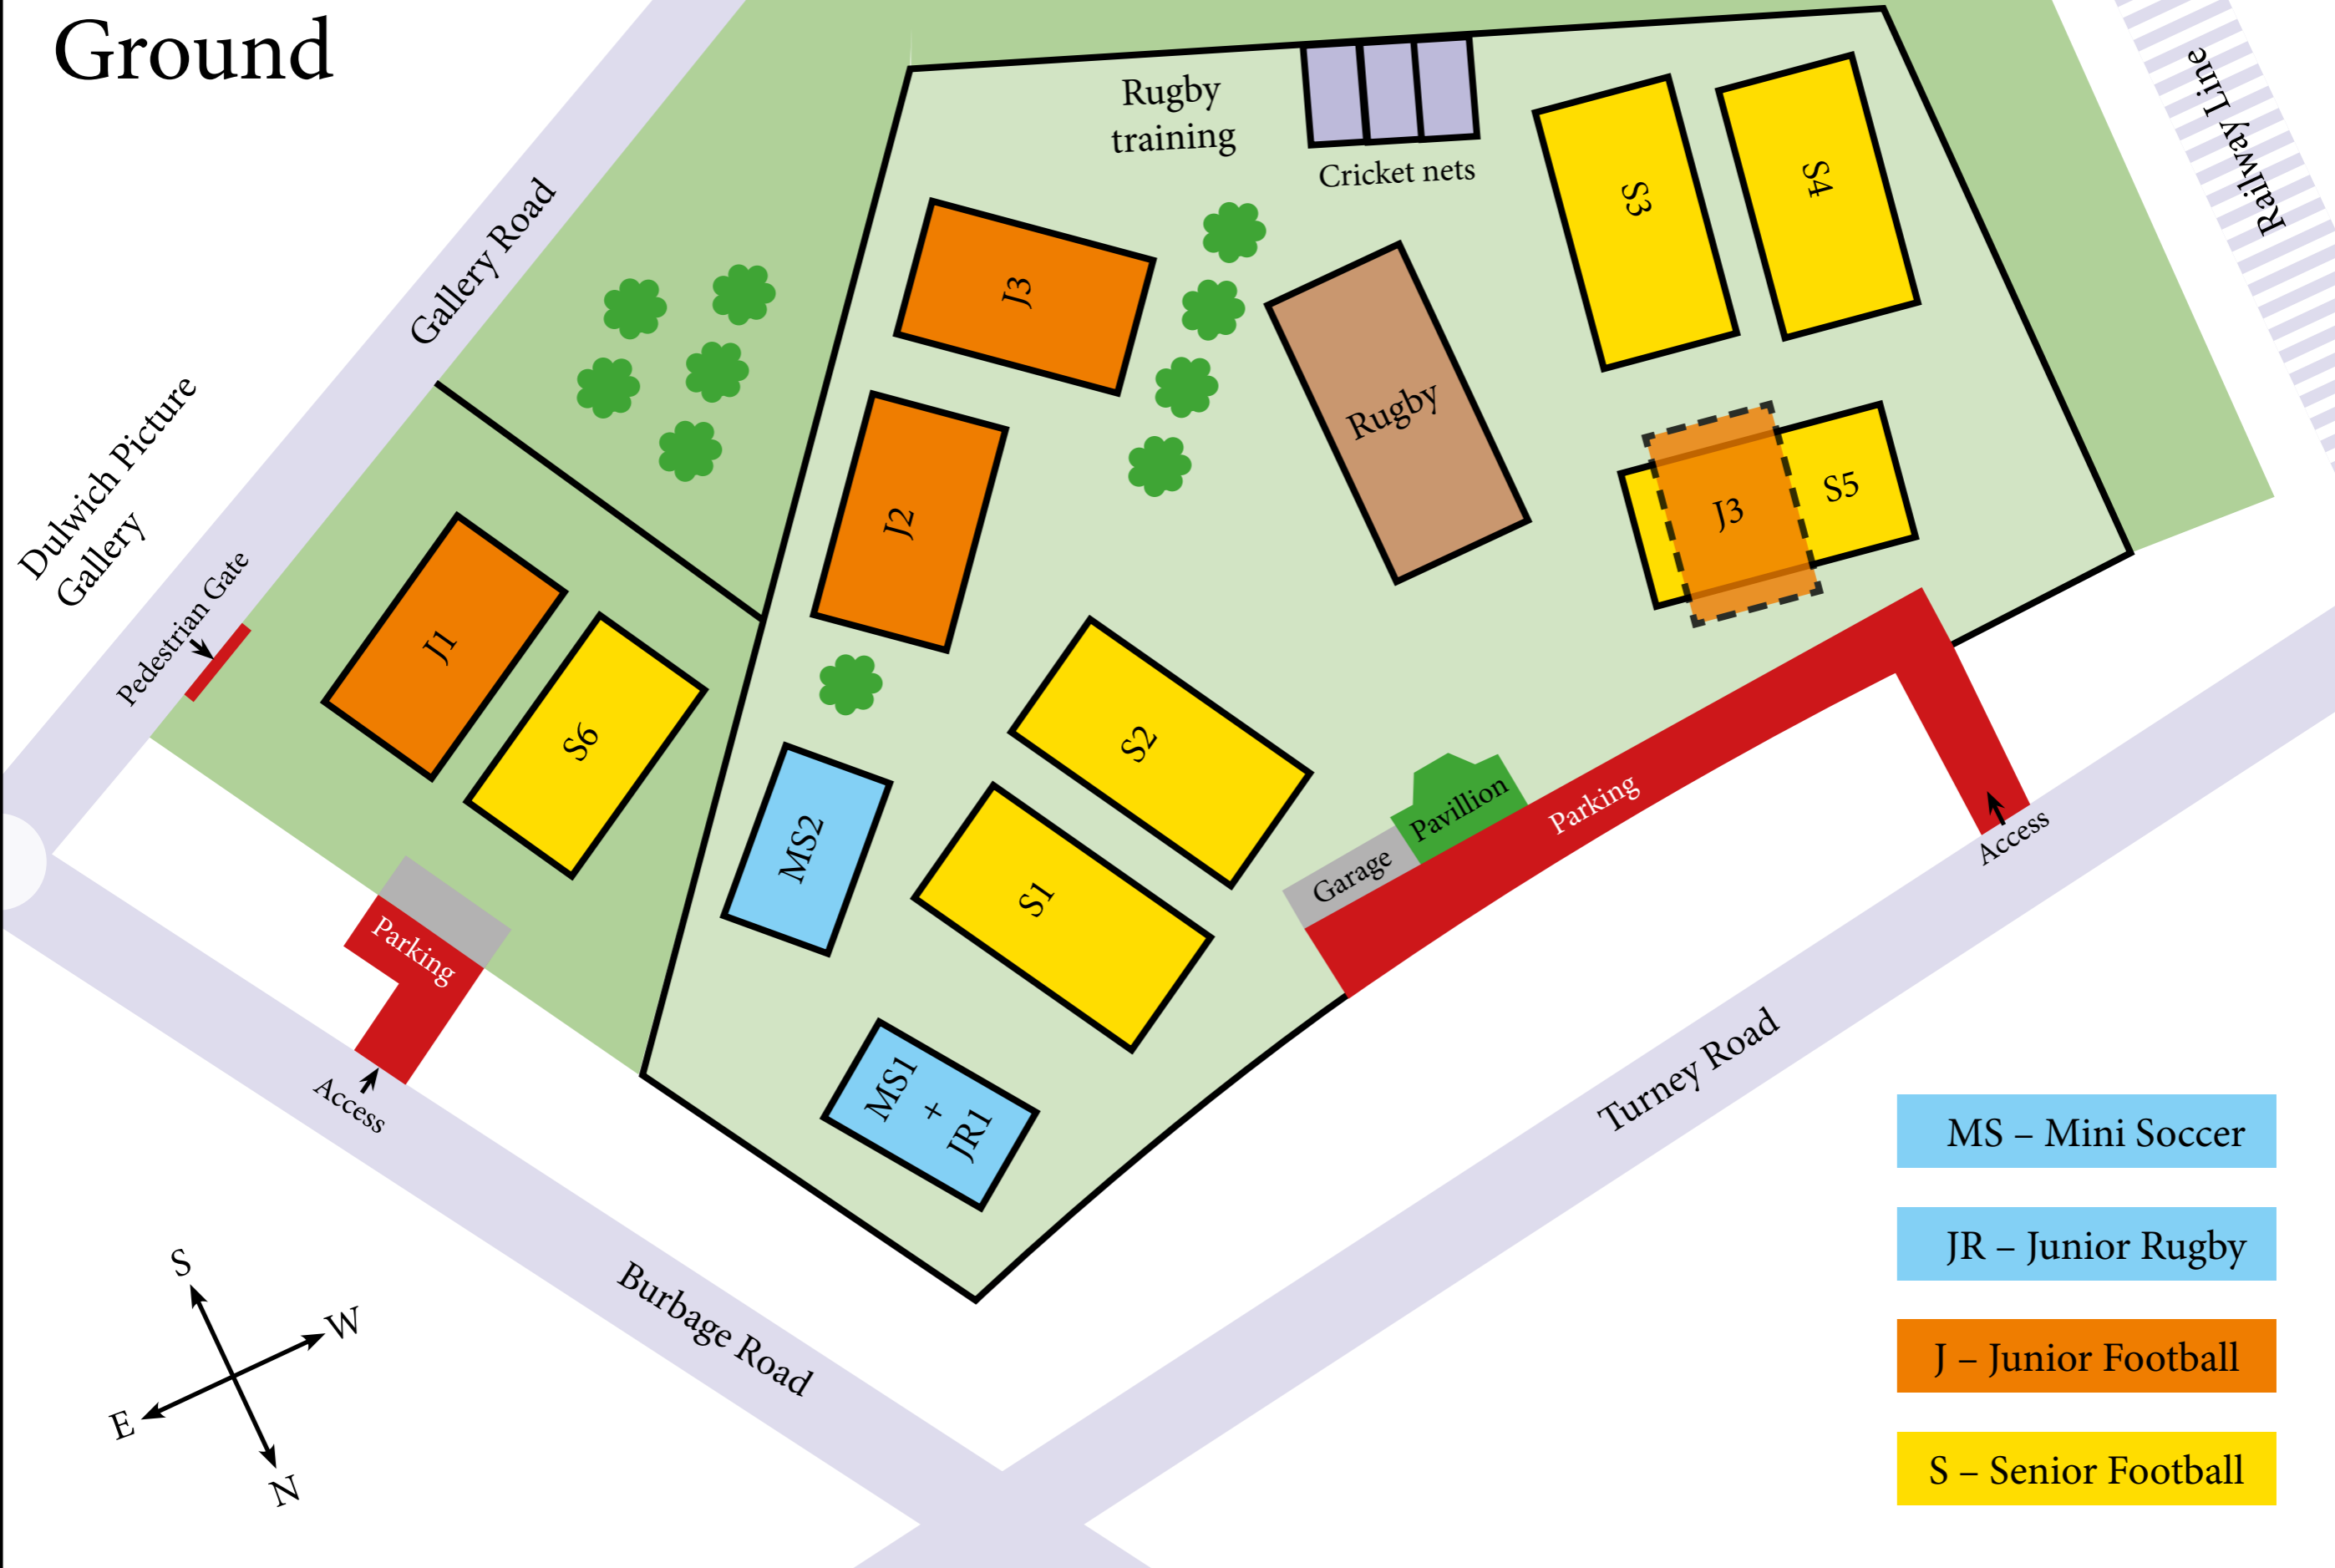 Ground
Gallery Road
Dulwich Picture
Gallery
Pedestrian Gate
Rugby
training
Cricket nets
Railway Line
S3
S4
J3
J2
Rugby
J3
S5
J1
S6
S2
S1
MS2
MS1
+
JR1
Pavillion
Garage
Parking
Access
Parking
Access
Turney Road
Burbage Road
S
W
E
N
MS – Mini Soccer
JR – Junior Rugby
J – Junior Football
S – Senior Football